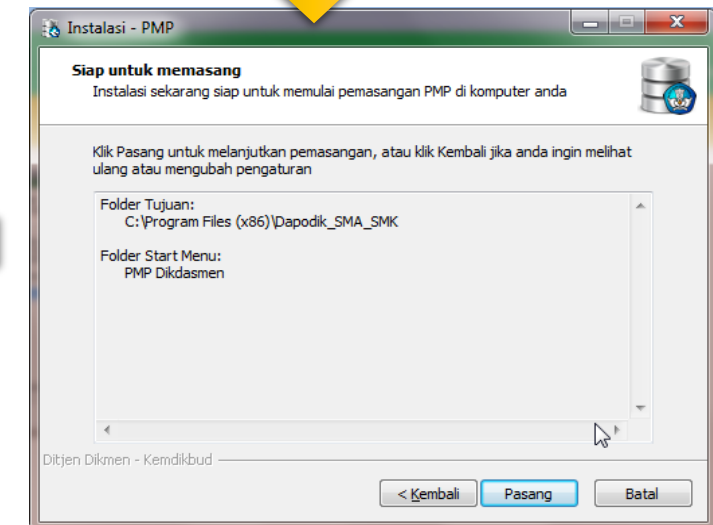 Instalasi - PMP
Siap untuk memasang
Instalasi sekarang siap untuk memulai pemasangan PMP di komputer anda
Klik Pasang untuk melanjutkan pemasangan, atau klik Kembali jika anda ingin melihat
ulang atau mengubah pengaturan
Folder Tujuan:
C:\Program Files (x86)\Dapodik_SMA_SMK
Folder Start Menu:
PMP Dikdasmen
Ditjen Dikmen - Kemdikbud
< Kembali
Pasang
Batal